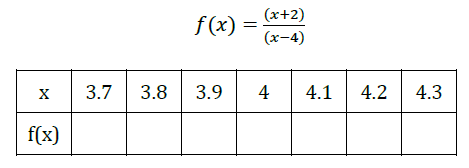 f(x) = (x+2)/(x−4)
x 3.7 3.8 3.9 4 4.1 4.2 4.3
f(x)